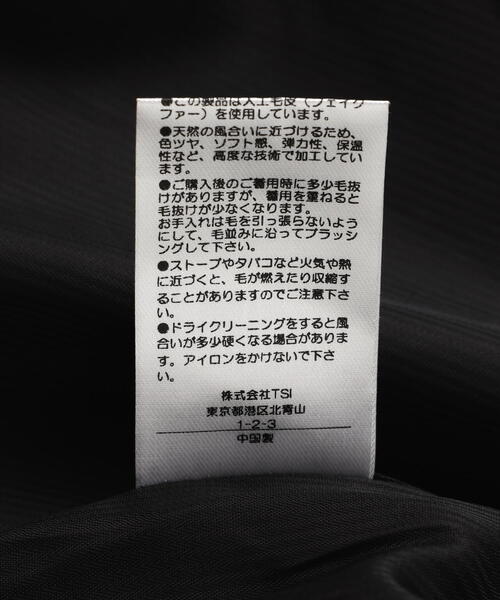 ●この製品は人工毛皮（フェイク
ファー）を使用しています。
●天然の風合いに近づけるため、
色ツヤ、ソフト感、弾力性、保温
性など、高度な技術で加工してい
ます。
●ご購入後のご着用時に多少毛抜
けがありますが、着用を重ねると
毛抜けが少なくなります。
お手入れは毛を引っ張らないよう
にして、毛並みに沿ってブラッシ
ングして下さい。
●ストーブやタバコなど火気や熱
に近づくと、毛が燃えたり収縮す
ることがありますのでご注意下さ
い。
●ドライクリーニングをすると風
合いが多少硬くなる場合がありま
す。アイロンをかけないで下さ
い。
株式会社TSI
東京都港区北青山
1-2-3
中国製